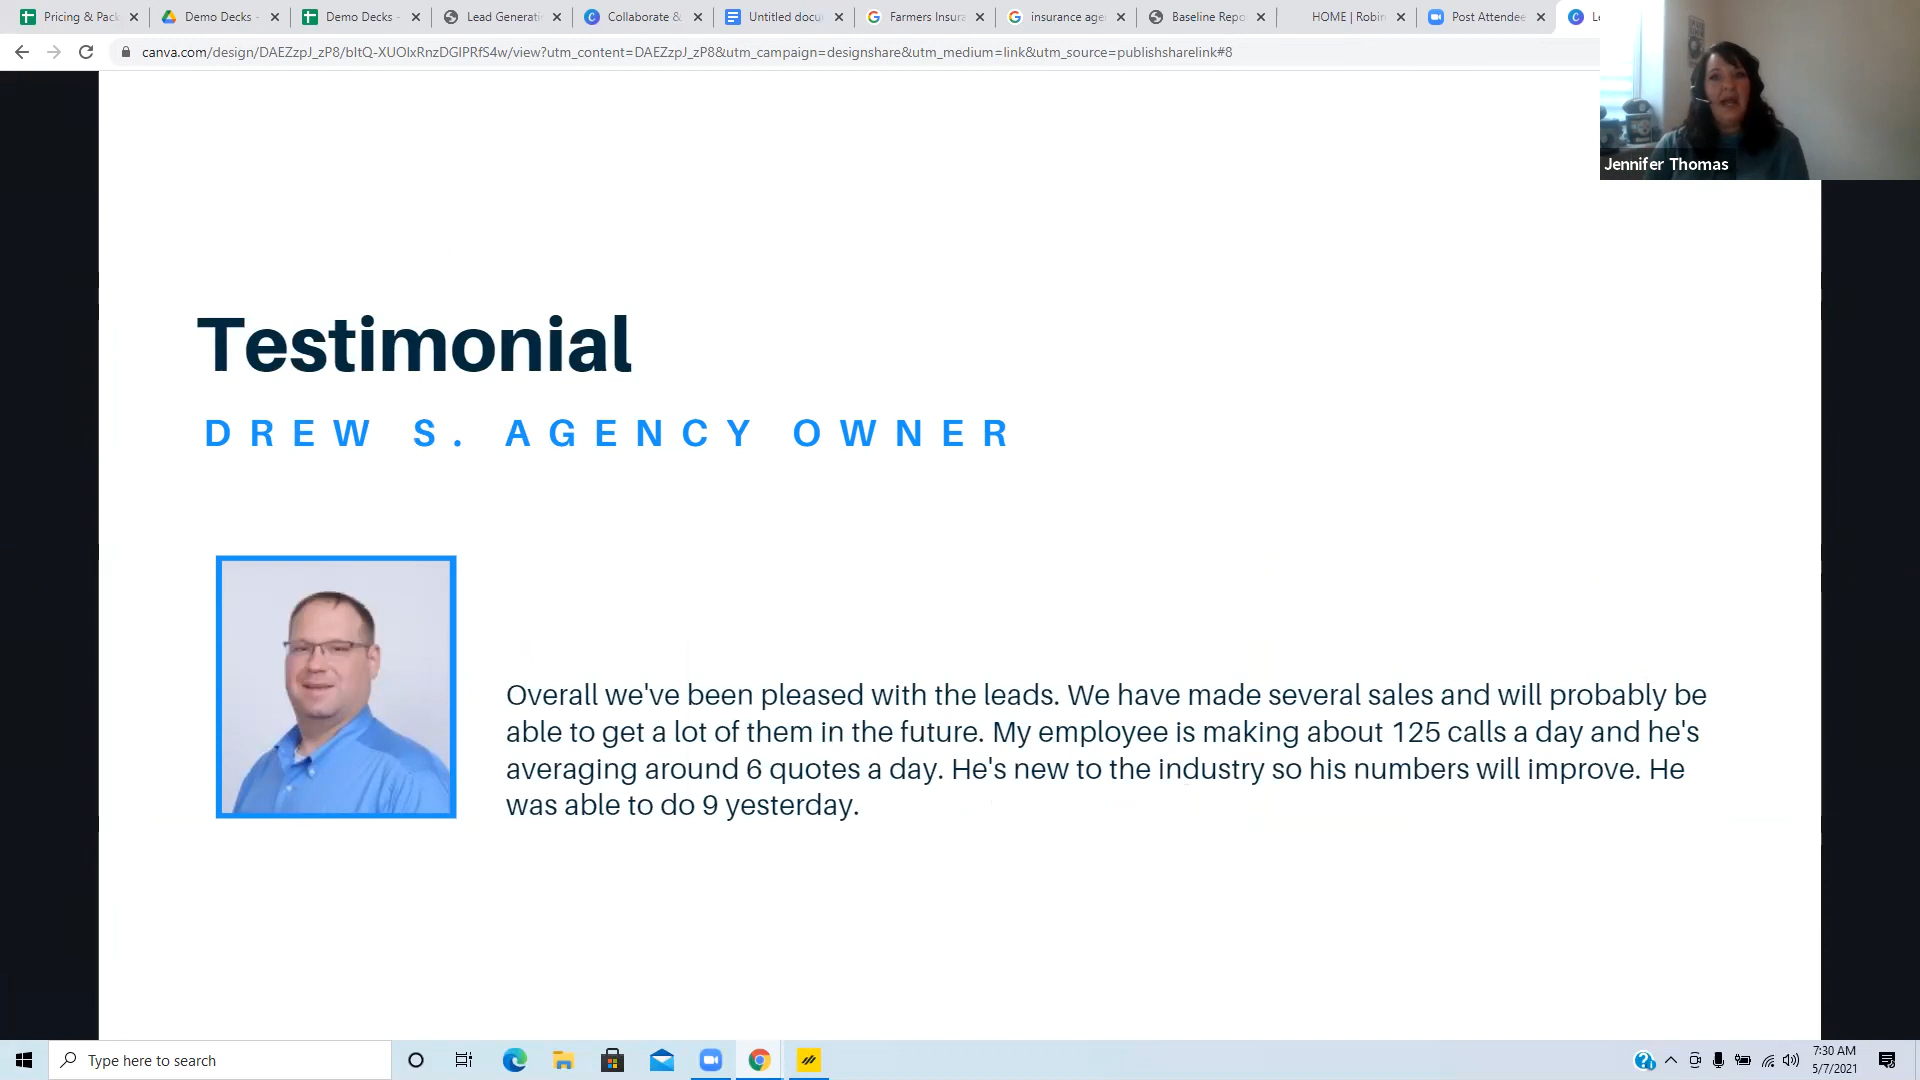 Pricing & Pack
Demo Decks -
Demo Decks -
Lead Generati
Collaborate &
Untitled docu
Farmers Insura
insurance age
Baseline Repo
HOME | Robin
Post Attendee
Le
canva.com/design/DAEZzpJ_zP8/bItQ-XUOIxRnzDGIPRfS4w/view?utm_content=DAEZzpJ_zP8&utm_campaign=designshare&utm_medium=link&utm_source=publishsharelink#8
Jennifer Thomas
Testimonial
DREW S. AGENCY OWNER
Overall we've been pleased with the leads. We have made several sales and will probably be
able to get a lot of them in the future. My employee is making about 125 calls a day and he's
averaging around 6 quotes a day. He's new to the industry so his numbers will improve. He
was able to do 9 yesterday.
Type here to search
7:30 AM
5/7/2021